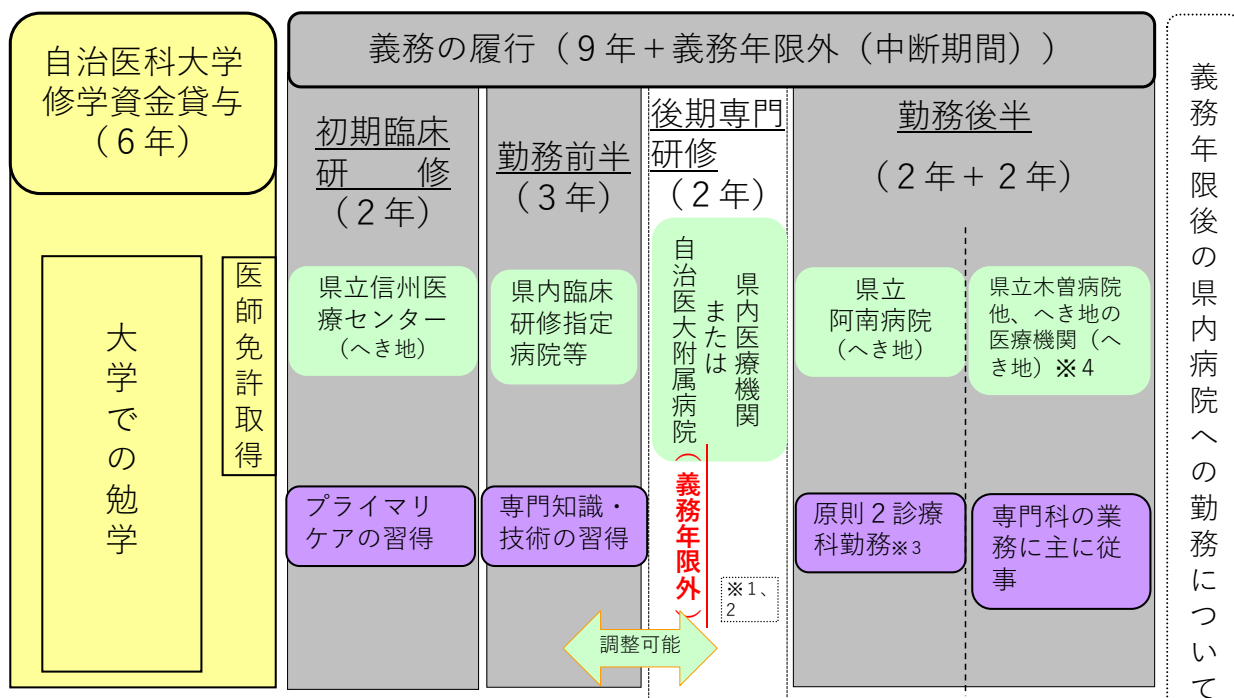 自治医科大学
修学資金貸与
（６年）
大学での勉学
医師免許取得
義務の履行（９年＋義務年限外（中断期間））
初期臨床
研　　修
（２年）
県立信州医
療センター
（へき地）
プライマリ
ケアの習得
勤務前半
（３年）
県内臨床
研修指定
病院等
専門知識・
技術の習得
後期専門
研修
（２年）
県内医療機関
または
自治医大附属病院
（義務年限外）
※１、
２
調整可能
勤務後半
（２年＋２年）
県立
阿南病院
（へき地）
原則２診療
科勤務※３
県立木曽病院
他、へき地の
医療機関（へ
き地）※４
専門科の業
務に主に従
事
義務年限後の県内病院への勤務について